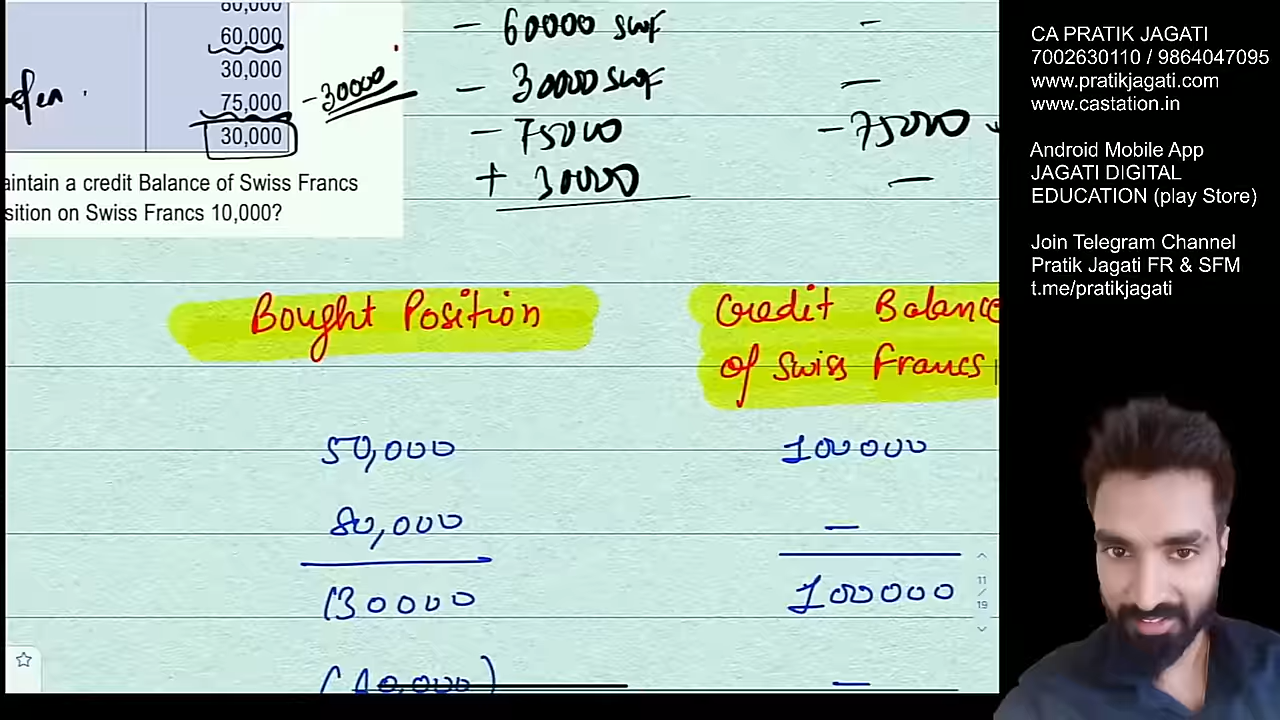 60,000
30,000
75,000
30,000
-30000
aintain a credit Balance of Swiss Francs
sition on Swiss Francs 10,000?
- 60000 swf -
- 30000 swf -
- 75000 - 75000
+ 30000 -
Bought Position
Credit Balance
of Swiss Francs
50,000 100000
80,000 -
130000 100000
-
11
/
19
CA PRATIK JAGATI
7002630110 / 9864047095
www.pratikjagati.com
www.castation.in
Android Mobile App
JAGATI DIGITAL
EDUCATION (play Store)
Join Telegram Channel
Pratik Jagati FR & SFM
t.me/pratikjagati